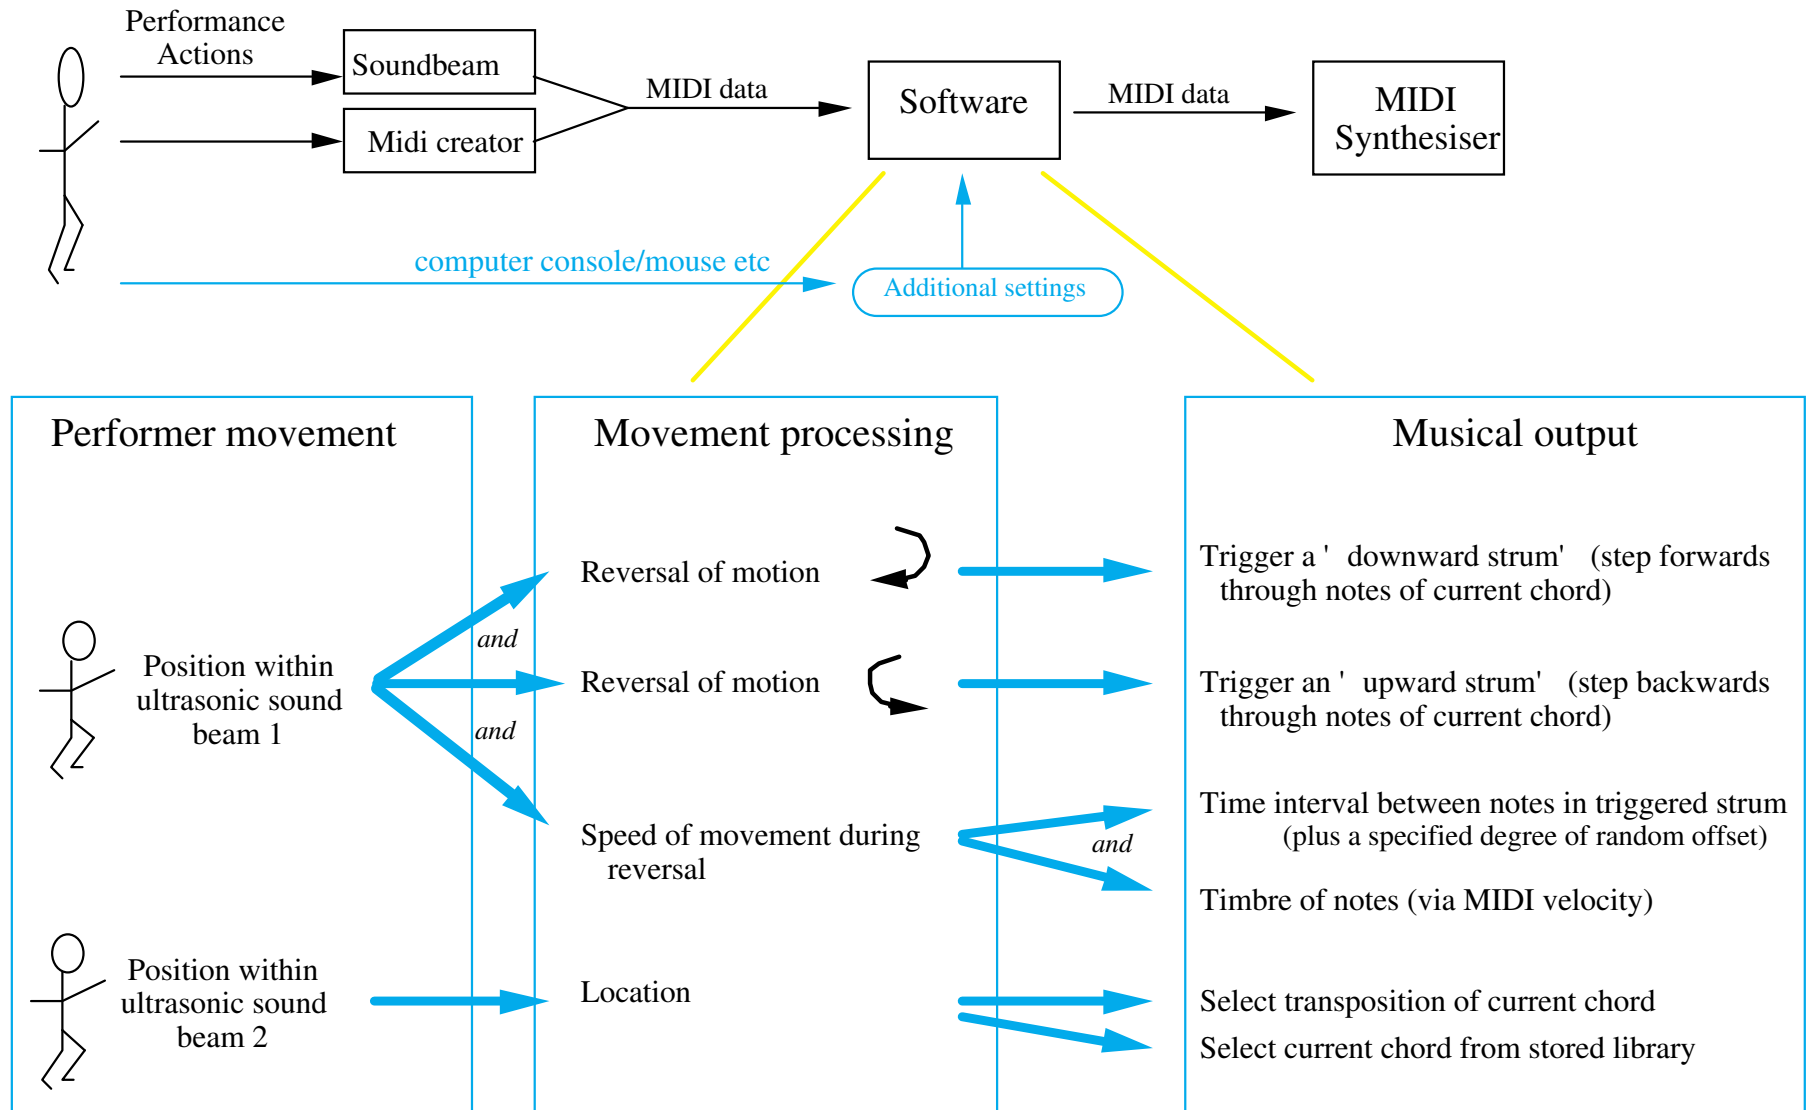 Performance
Actions
Soundbeam
Midi creator
MIDI data
Software
MIDI data
MIDI
Synthesiser
computer console/mouse etc
Additional settings
Performer movement
Movement processing
Musical output
Position within
ultrasonic sound
beam 1
and
and
Reversal of motion
Reversal of motion
Speed of movement during
reversal
and
Trigger a ' downward strum' (step forwards
through notes of current chord)
Trigger an ' upward strum' (step backwards
through notes of current chord)
Time interval between notes in triggered strum
(plus a specified degree of random offset)
Timbre of notes (via MIDI velocity)
Position within
ultrasonic sound
beam 2
Location
Select transposition of current chord
Select current chord from stored library